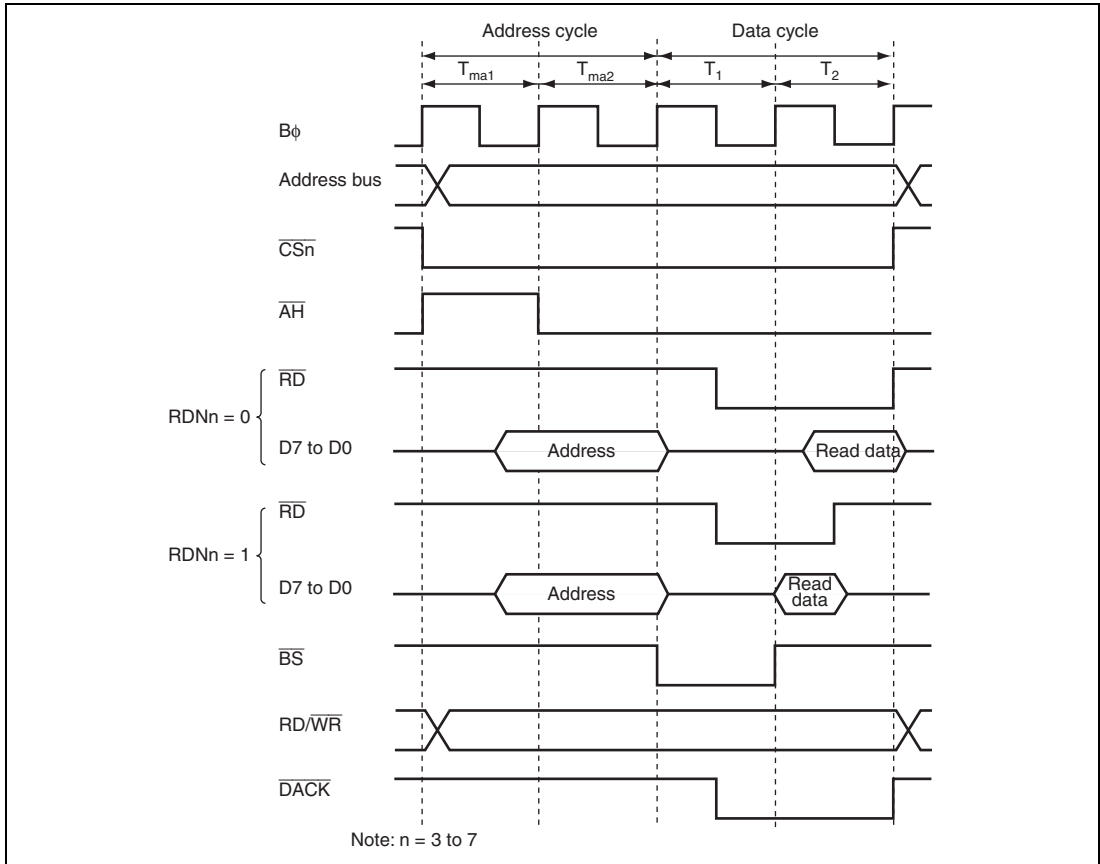 Address cycle Data cycle
Tma1 Tma2 T1 T2
Bφ
Address bus
CSn
AH
RD
RDNn = 0
D7 to D0 Address Read data
RD
RDNn = 1
D7 to D0 Address Read
data
BS
RD/WR
DACK
Note: n = 3 to 7